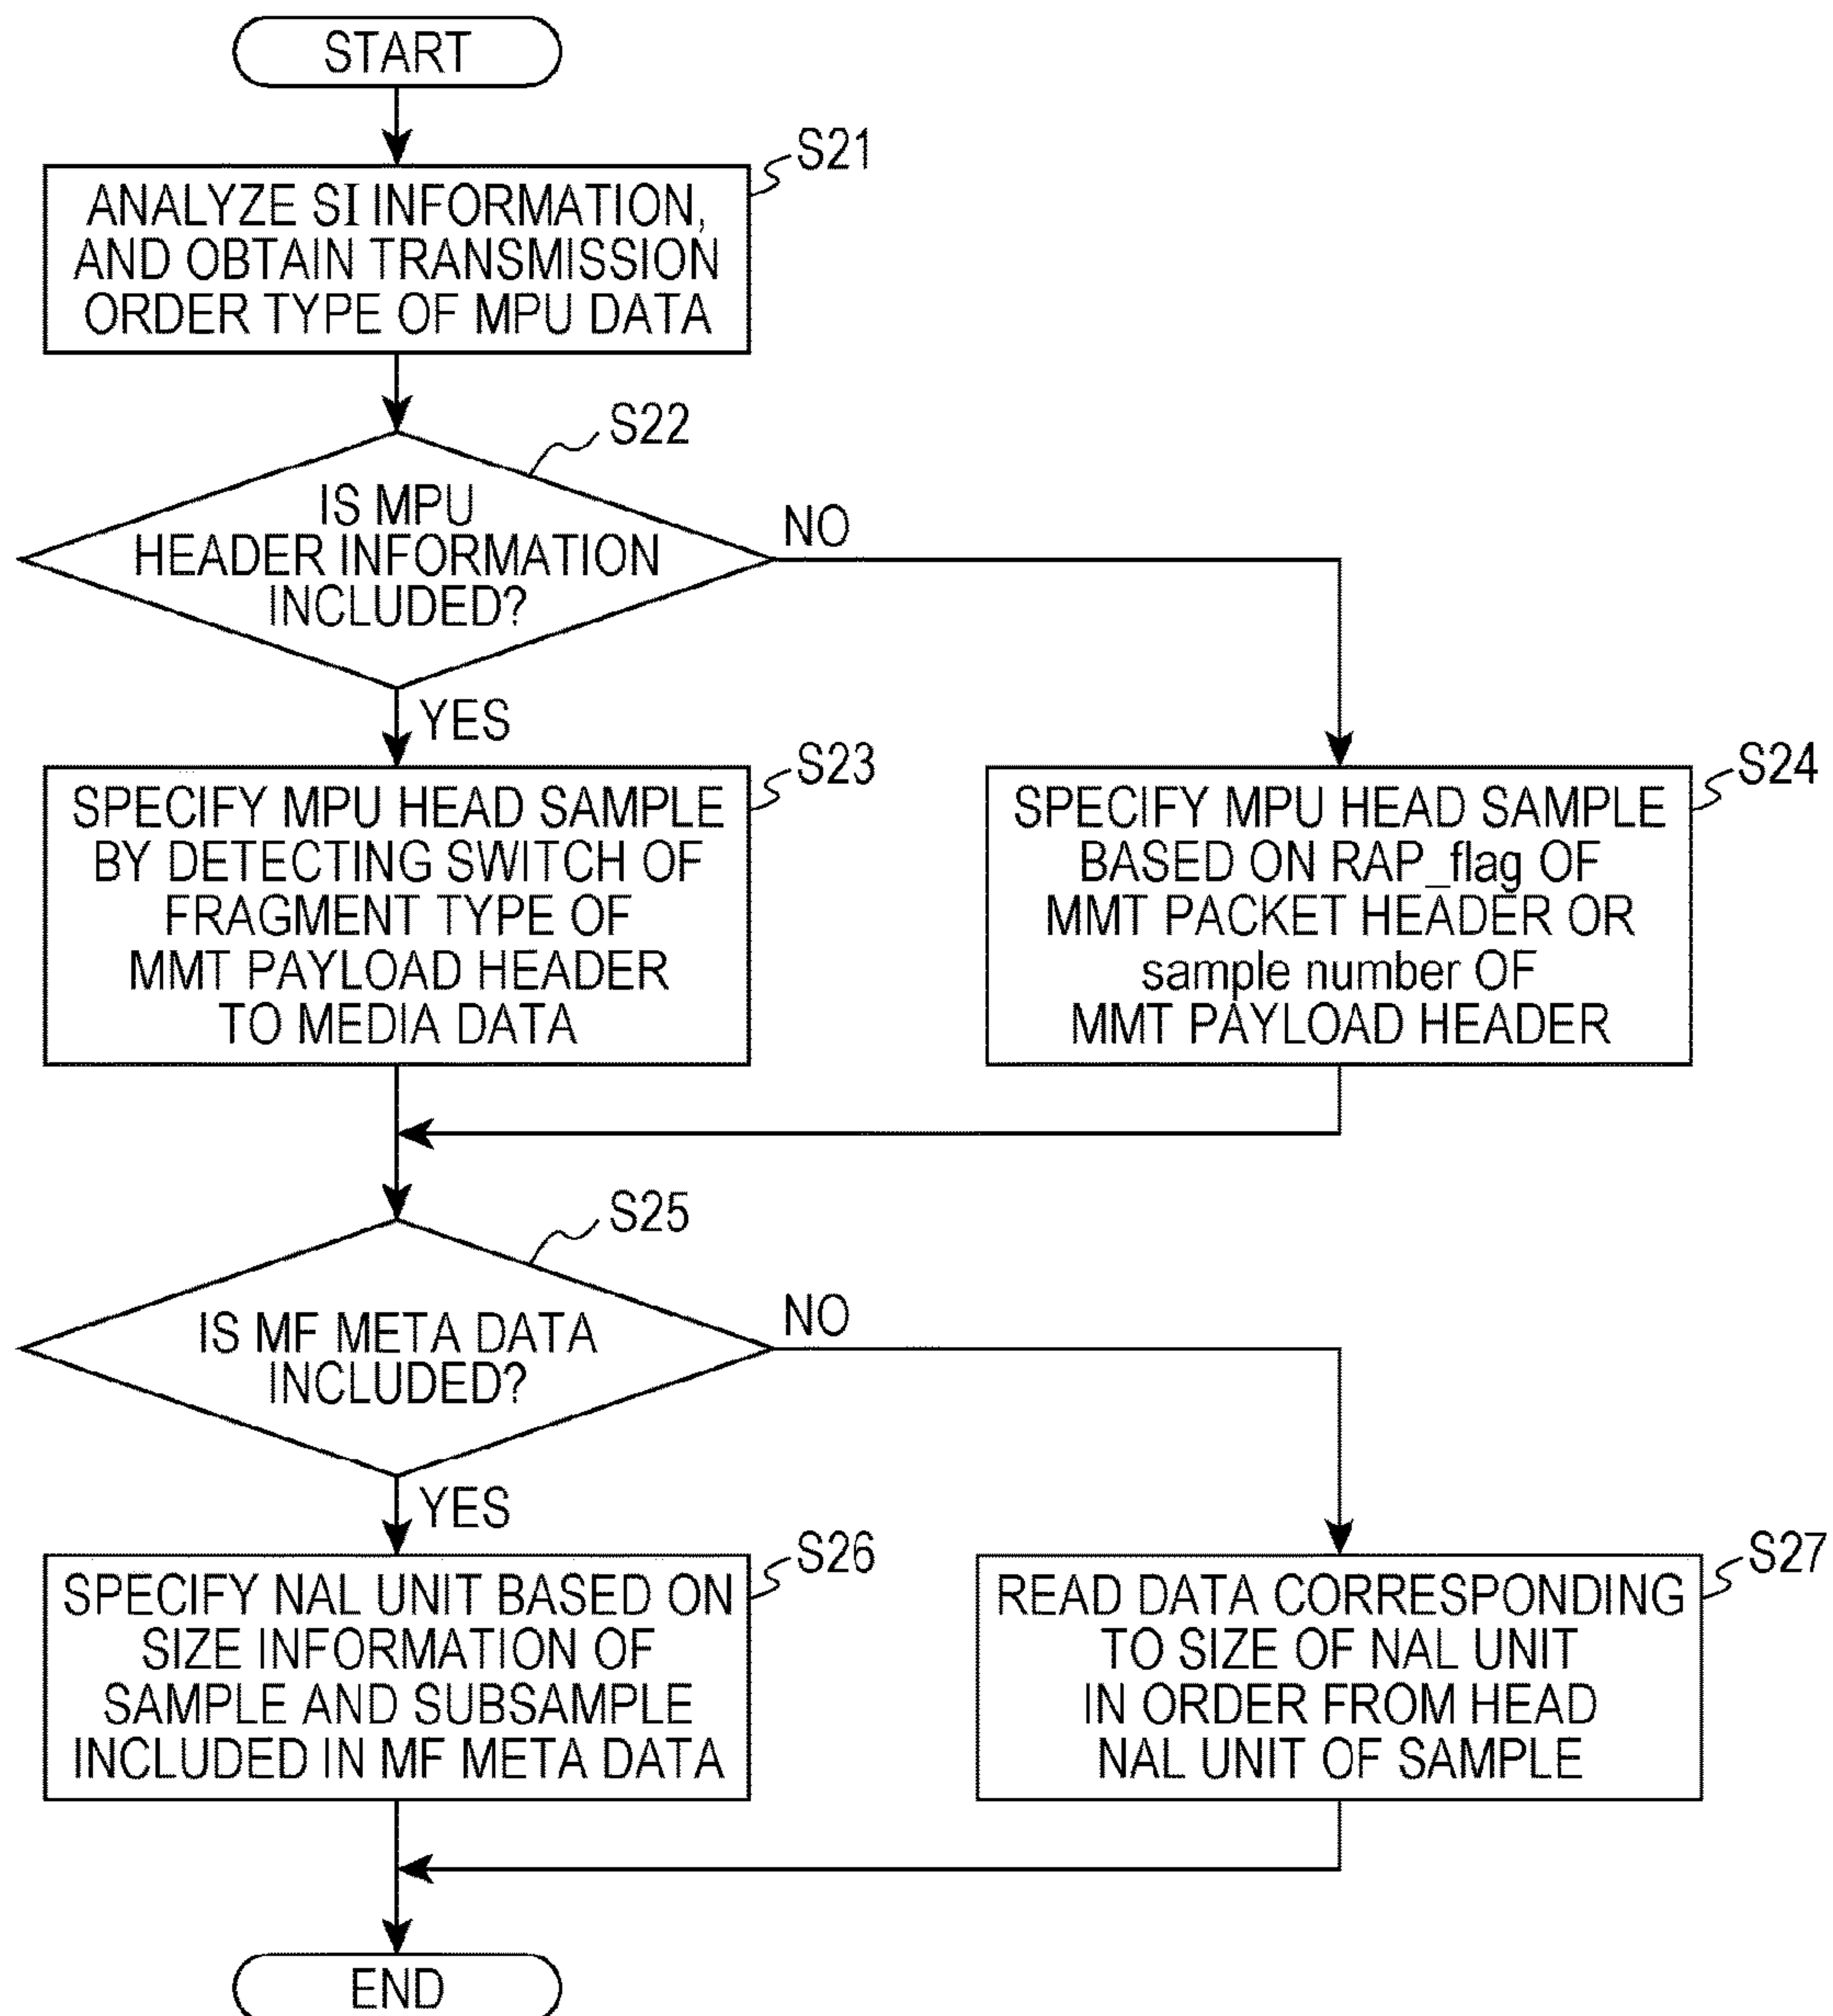 START
S21
ANALYZE SI INFORMATION,
AND OBTAIN TRANSMISSION
ORDER TYPE OF MPU DATA
S22
IS MPU
HEADER INFORMATION
INCLUDED?
NO
YES
S23
SPECIFY MPU HEAD SAMPLE
BY DETECTING SWITCH OF
FRAGMENT TYPE OF
MMT PAYLOAD HEADER
TO MEDIA DATA
S24
SPECIFY MPU HEAD SAMPLE
BASED ON RAP_flag OF
MMT PACKET HEADER OR
sample number OF
MMT PAYLOAD HEADER
S25
IS MF META DATA
INCLUDED?
NO
YES
S26
SPECIFY NAL UNIT BASED ON
SIZE INFORMATION OF
SAMPLE AND SUBSAMPLE
INCLUDED IN MF META DATA
S27
READ DATA CORRESPONDING
TO SIZE OF NAL UNIT
IN ORDER FROM HEAD
NAL UNIT OF SAMPLE
END